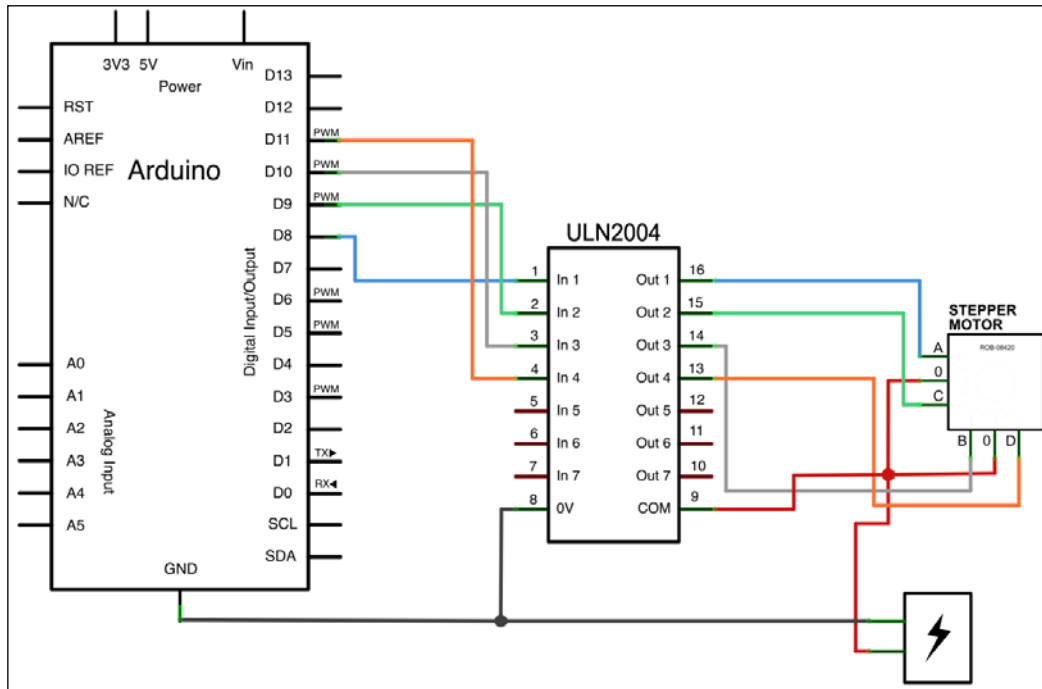 3V3 5V Vin
Power
RST
AREF
IO REF
N/C
Arduino
A0
A1
A2
A3
A4
A5
Analog Input
GND
D13
D12
D11 PWM
D10 PWM
D9 PWM
D8
D7
D6 PWM
D5 PWM
D4
D3 PWM
D2
D1 TX▶
D0 RX◀
SCL
SDA
Digital Input/Output
ULN2004
1 In 1 Out 1 16
2 In 2 Out 2 15
3 In 3 Out 3 14
4 In 4 Out 4 13
5 In 5 Out 5 12
6 In 6 Out 6 11
7 In 7 Out 7 10
8 0V COM 9
STEPPER
MOTOR
ROB-08420
A
0
C
B 0 D